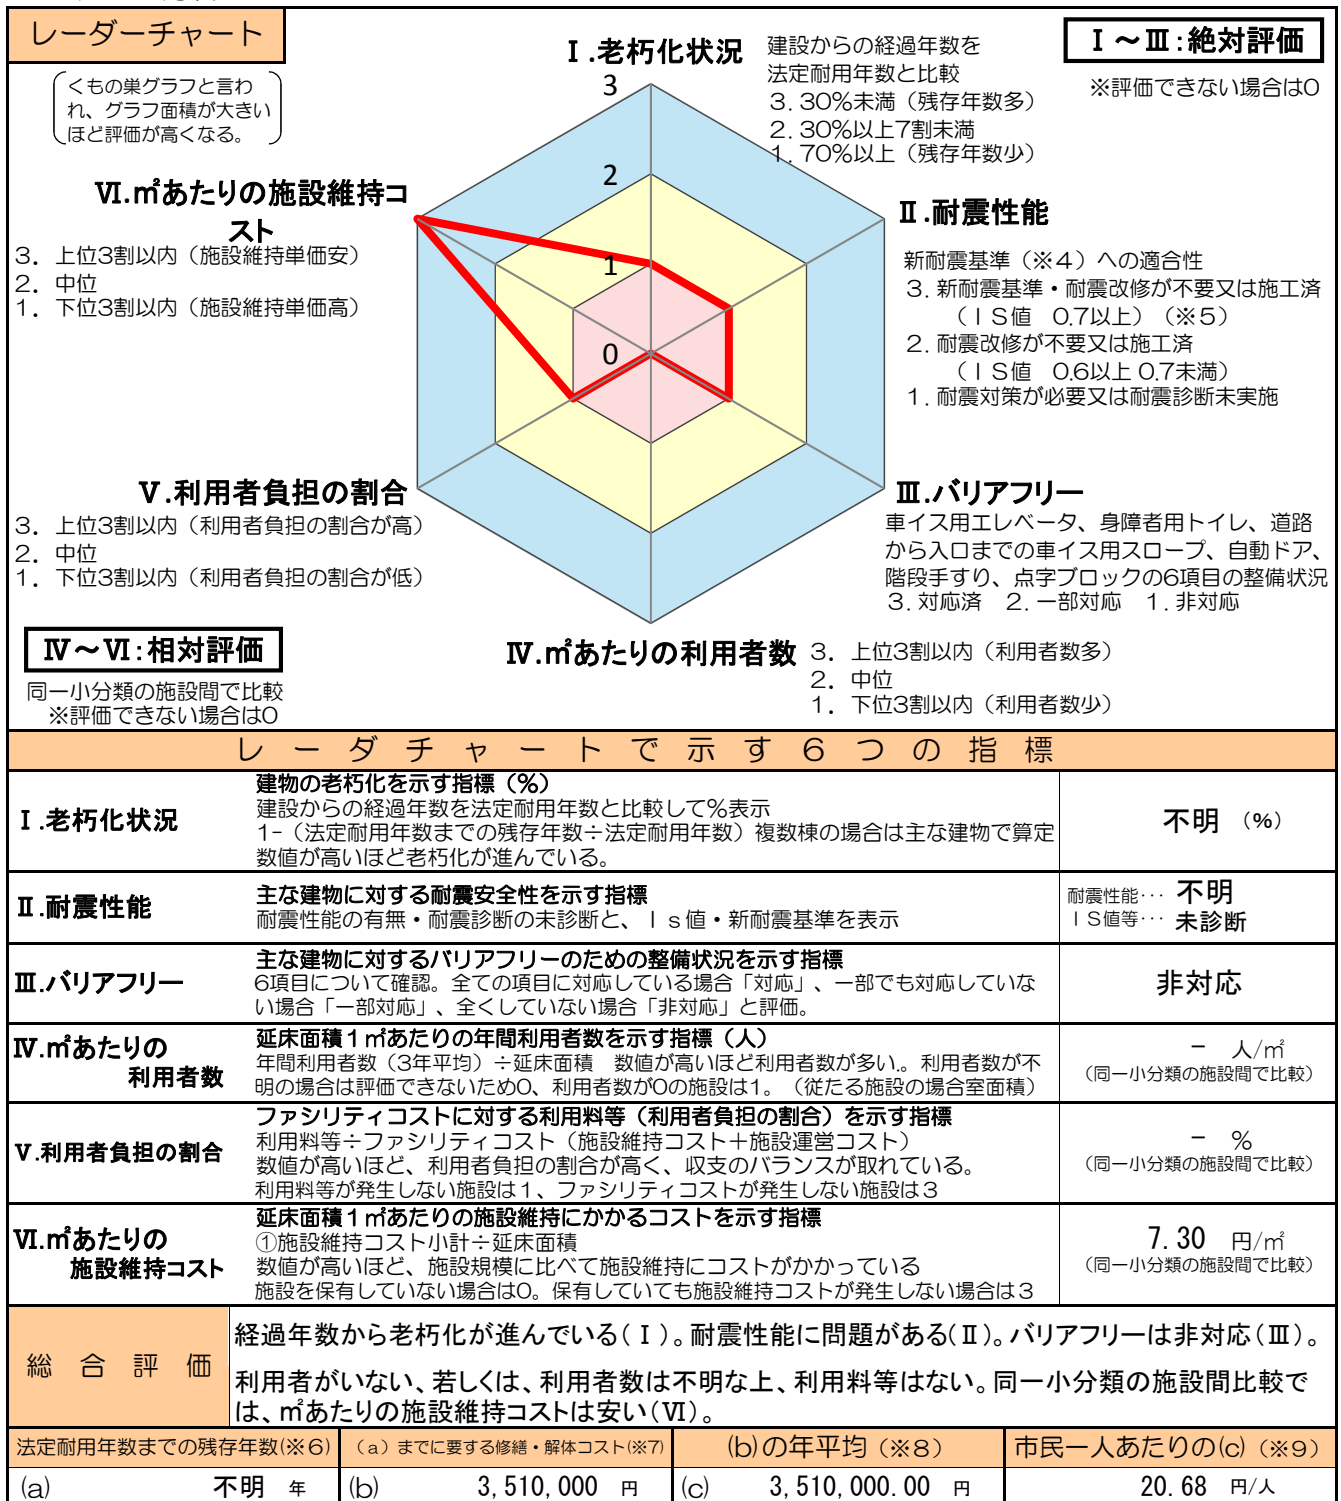 レーダーチャート
くもの巣グラフと言わ
れ、グラフ面積が大きい
ほど評価が高くなる。
Ⅰ～Ⅲ:絶対評価
※評価できない場合は0
Ⅰ.老朽化状況
建設からの経過年数を
法定耐用年数と比較
3. 30%未満（残存年数多）
2. 30%以上7割未満
1. 70%以上（残存年数少）
3
2
1
0
Ⅱ.耐震性能
新耐震基準（※4）への適合性
3. 新耐震基準・耐震改修が不要又は施工済
（ＩＳ値　0.7以上）（※5）
2. 耐震改修が不要又は施工済
（ＩＳ値　0.6以上 0.7未満）
1. 耐震対策が必要又は耐震診断未実施
Ⅵ.㎡あたりの施設維持コ
スト
3. 上位3割以内（施設維持単価安）
2. 中位
1. 下位3割以内（施設維持単価高）
Ⅴ.利用者負担の割合
3. 上位3割以内（利用者負担の割合が高）
2. 中位
1. 下位3割以内（利用者負担の割合が低）
Ⅲ.バリアフリー
車イス用エレベータ、身障者用トイレ、道路
から入口までの車イス用スロープ、自動ドア、
階段手すり、点字ブロックの6項目の整備状況
3. 対応済　2. 一部対応　1. 非対応
Ⅳ～Ⅵ:相対評価
同一小分類の施設間で比較
※評価できない場合は0
Ⅳ.㎡あたりの利用者数
3. 上位3割以内（利用者数多）
2. 中位
1. 下位3割以内（利用者数少）
レーダチャートで示す6つの指標
Ⅰ.老朽化状況
建物の老朽化を示す指標（%）
建設からの経過年数を法定耐用年数と比較して%表示
1-（法定耐用年数までの残存年数÷法定耐用年数）複数棟の場合は主な建物で算定
数値が高いほど老朽化が進んでいる。
不明（%）
Ⅱ.耐震性能
主な建物に対する耐震安全性を示す指標
耐震性能の有無・耐震診断の未診断と、Ｉｓ値・新耐震基準を表示
耐震性能… 不明
ＩＳ値等… 未診断
Ⅲ.バリアフリー
主な建物に対するバリアフリーのための整備状況を示す指標
6項目について確認。全ての項目に対応している場合「対応」、一部でも対応していな
い場合「一部対応」、全くしていない場合「非対応」と評価。
非対応
Ⅳ.㎡あたりの
利用者数
延床面積１㎡あたりの年間利用者数を示す指標（人）
年間利用者数（3年平均）÷延床面積　数値が高いほど利用者数が多い。利用者数が不
明の場合は評価できないため0、利用者数が0の施設は1。（従たる施設の場合室面積）
- 人/㎡
（同一小分類の施設間で比較）
Ⅴ.利用者負担の割合
ファシリティコストに対する利用料等（利用者負担の割合）を示す指標
利用料等÷ファシリティコスト（施設維持コスト+施設運営コスト）
数値が高いほど、利用者負担の割合が高く、収支のバランスが取れている。
利用料等が発生しない施設は１、ファシリティコストが発生しない施設は３
- %
（同一小分類の施設間で比較）
Ⅵ.㎡あたりの
施設維持コスト
延床面積１㎡あたりの施設維持にかかるコストを示す指標
①施設維持コスト小計÷延床面積
数値が高いほど、施設規模に比べて施設維持にコストがかかっている
施設を保有していない場合は0。保有していても施設維持コストが発生しない場合は３
7.30 円/㎡
（同一小分類の施設間で比較）
総合評価
経過年数から老朽化が進んでいる(Ⅰ)。耐震性能に問題がある(Ⅱ)。バリアフリーは非対応(Ⅲ)。
利用者がいない、若しくは、利用者数は不明な上、利用料等はない。同一小分類の施設間比較で
は、㎡あたりの施設維持コストは安い(Ⅵ)。
法定耐用年数までの残存年数(※6)
（a）までに要する修繕・解体コスト(※7)
(b)の年平均（※8）
市民一人あたりの(c)（※9）
(a) 不明 年
(b) 3,510,000 円
(c) 3,510,000.00 円
20.68 円/人